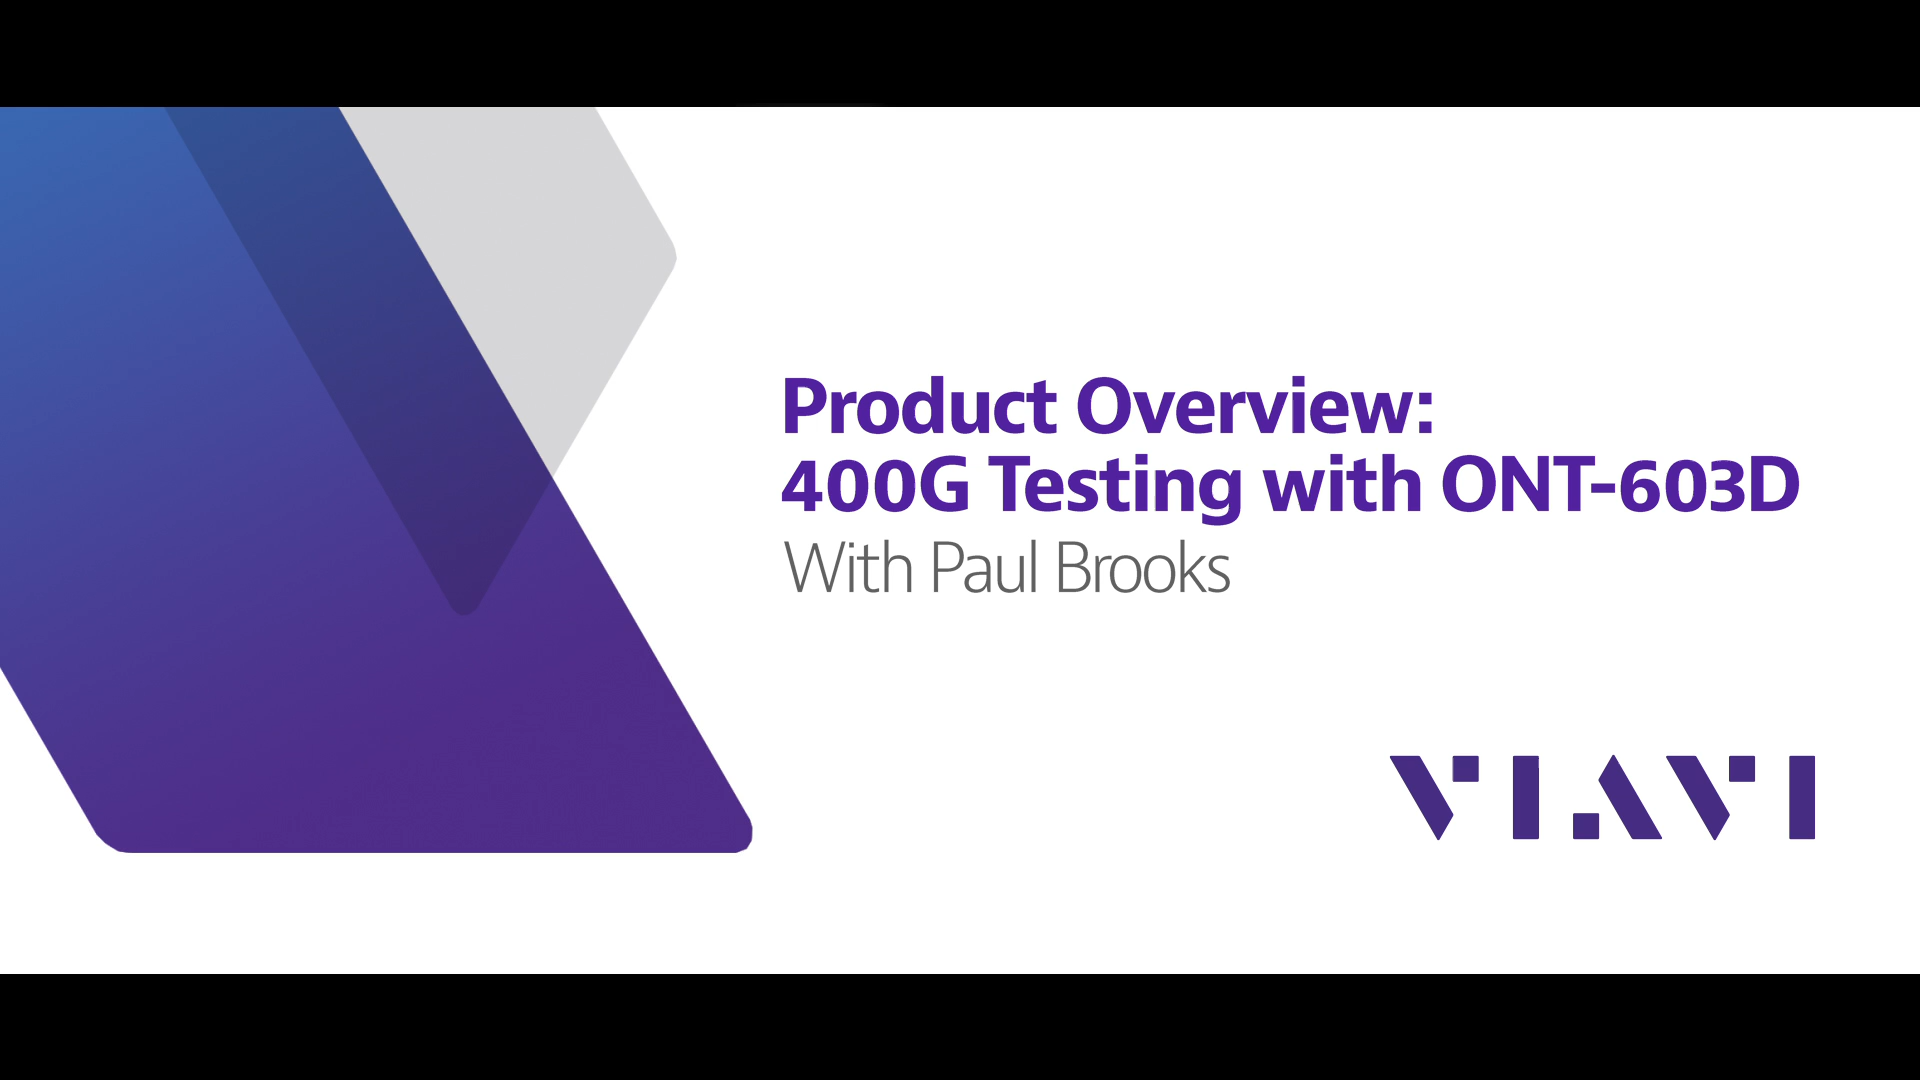 Product Overview:
400G Testing with ONT-603D
With Paul Brooks
VIAVI